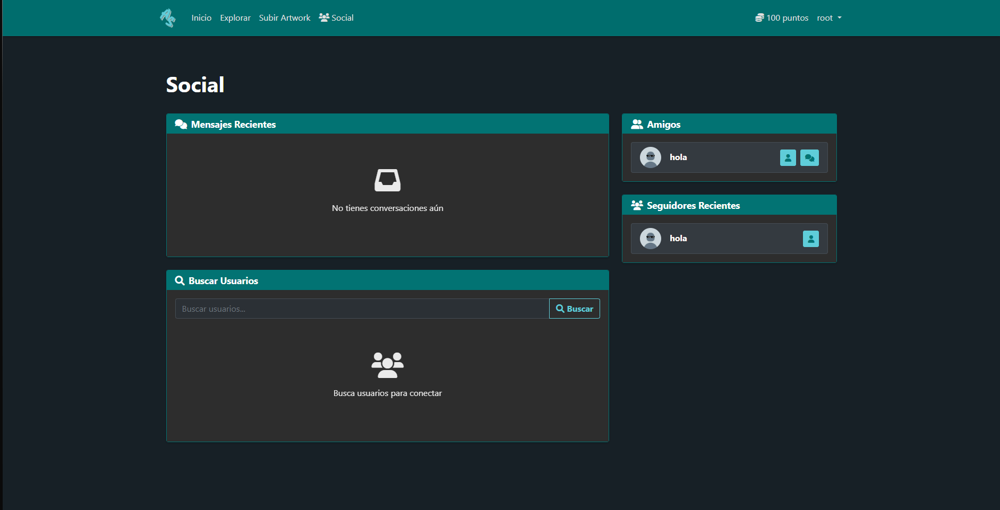 Inicio Explorar Subir Artwork Social 100 puntos root
Social
Mensajes Recientes
No tienes conversaciones aún
Buscar Usuarios
Buscar usuarios... Buscar
Busca usuarios para conectar
Amigos
hola
Seguidores Recientes
hola